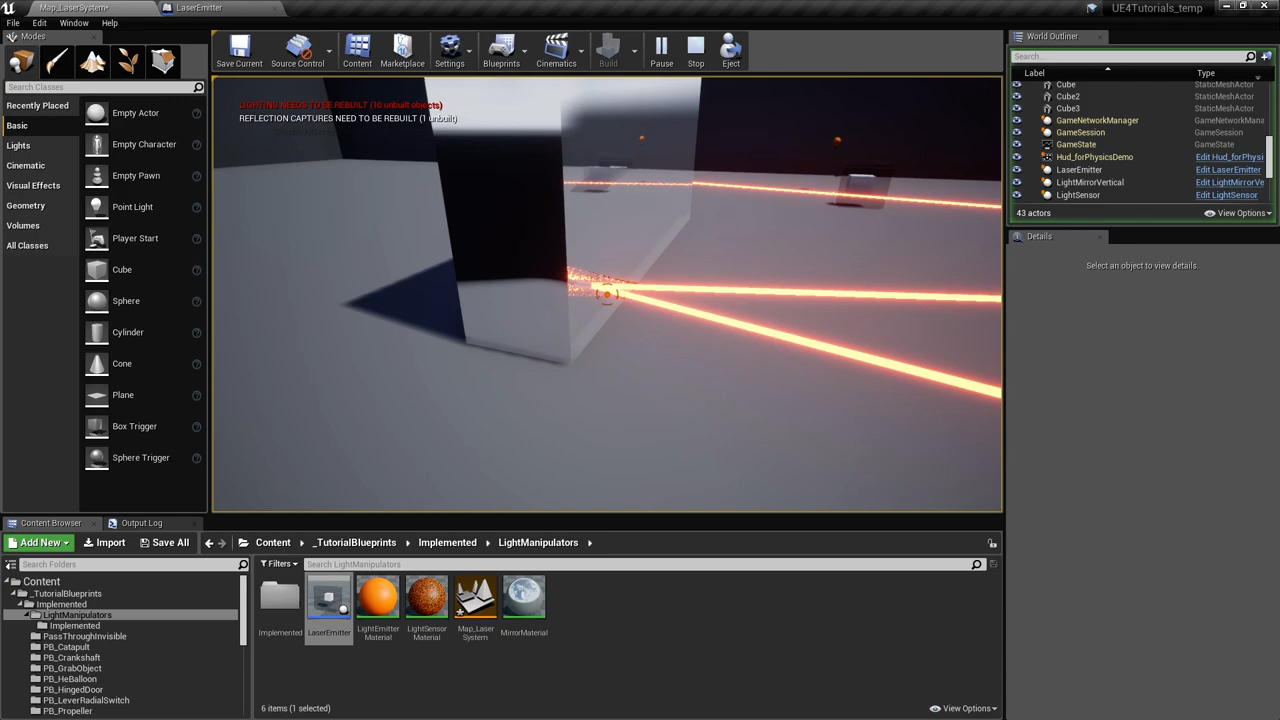 Map_LaserSystem*
LaserEmitter
UE4Tutorials_temp
File Edit Window Help
Modes
Search Classes
Recently Placed
Basic
Lights
Cinematic
Visual Effects
Geometry
Volumes
All Classes
Empty Actor
Empty Character
Empty Pawn
Point Light
Player Start
Cube
Sphere
Cylinder
Cone
Plane
Box Trigger
Sphere Trigger
Save Current
Source Control
Content
Marketplace
Settings
Blueprints
Cinematics
Build
Pause
Stop
Eject
LIGHTING NEEDS TO BE REBUILT (10 unbuilt objects)
REFLECTION CAPTURES NEED TO BE REBUILT (1 unbuilt)
World Outliner
Search...
Label Type
Cube StaticMeshActor
Cube2 StaticMeshActor
Cube3 StaticMeshActor
GameNetworkManager GameNetworkMana
GameSession GameSession
GameState GameState
Hud_forPhysicsDemo Edit Hud_forPhysi
LaserEmitter Edit LaserEmitter
LightMirrorVertical Edit LightMirrorVe
LightSensor Edit LightSensor
43 actors View Options
Details
Select an object to view details.
Content Browser
Output Log
Add New Import Save All Content _TutorialBlueprints Implemented LightManipulators
Search Folders
Content
_TutorialBlueprints
Implemented
LightManipulators
Implemented
PassThroughInvisible
PB_Catapult
PB_Crankshaft
PB_GrabObject
PB_HeBalloon
PB_HingedDoor
PB_LeverRadialSwitch
PB_Propeller
Filters Search LightManipulators
Implemented
LaserEmitter
LightEmitter
Material
LightSensor
Material
Map_Laser
System
MirrorMaterial
6 items (1 selected) View Options